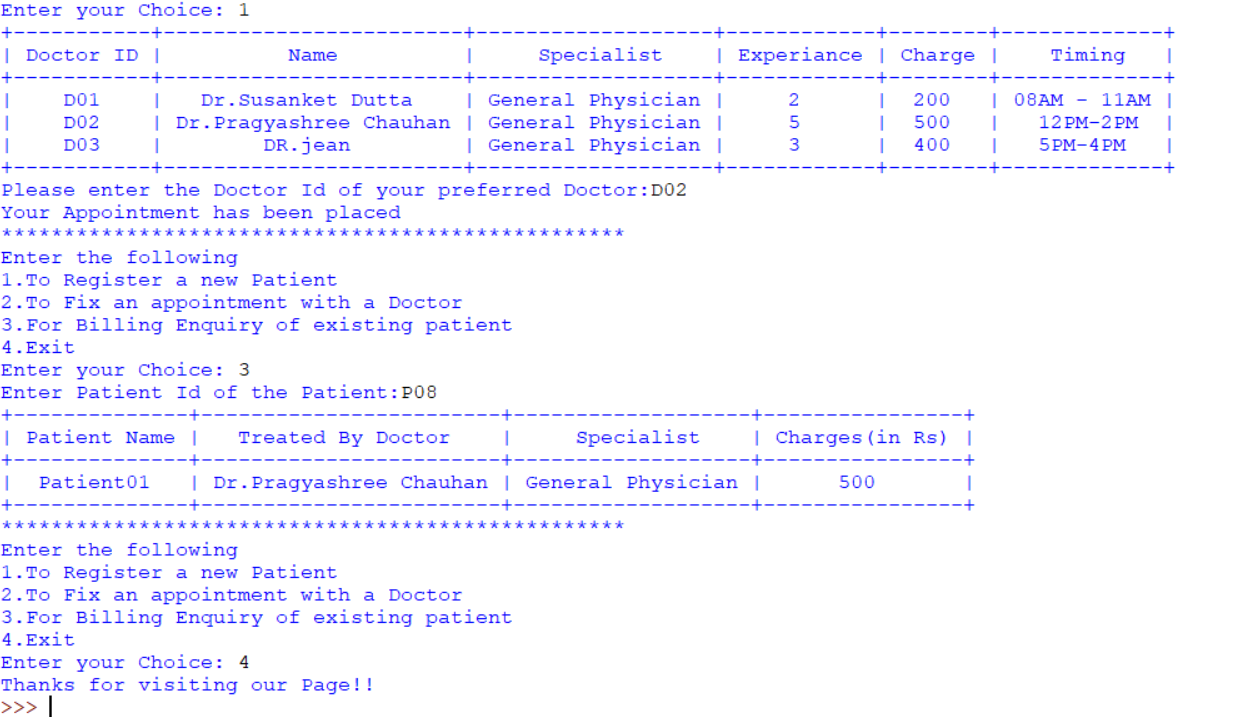 Enter your Choice: 1
+-----------+------------------------+-------------------+------------+--------+-------------+
| Doctor ID |          Name          |     Specialist    | Experiance | Charge |    Timing   |
+-----------+------------------------+-------------------+------------+--------+-------------+
|    D01    |   Dr.Susanket Dutta    | General Physician |     2      |  200   | 08AM - 11AM |
|    D02    | Dr.Pragyashree Chauhan | General Physician |     5      |  500   |   12PM-2PM  |
|    D03    |        DR.jean         | General Physician |     3      |  400   |   5PM-4PM   |
+-----------+------------------------+-------------------+------------+--------+-------------+
Please enter the Doctor Id of your preferred Doctor:D02
Your Appointment has been placed
**************************************************
Enter the following
1.To Register a new Patient
2.To Fix an appointment with a Doctor
3.For Billing Enquiry of existing patient
4.Exit
Enter your Choice: 3
Enter Patient Id of the Patient:P08
+--------------+------------------------+-------------------+----------------+
| Patient Name |   Treated By Doctor    |     Specialist    | Charges(in Rs) |
+--------------+------------------------+-------------------+----------------+
|   Patient01  | Dr.Pragyashree Chauhan | General Physician |      500       |
+--------------+------------------------+-------------------+----------------+
**************************************************
Enter the following
1.To Register a new Patient
2.To Fix an appointment with a Doctor
3.For Billing Enquiry of existing patient
4.Exit
Enter your Choice: 4
Thanks for visiting our Page!!
>>>